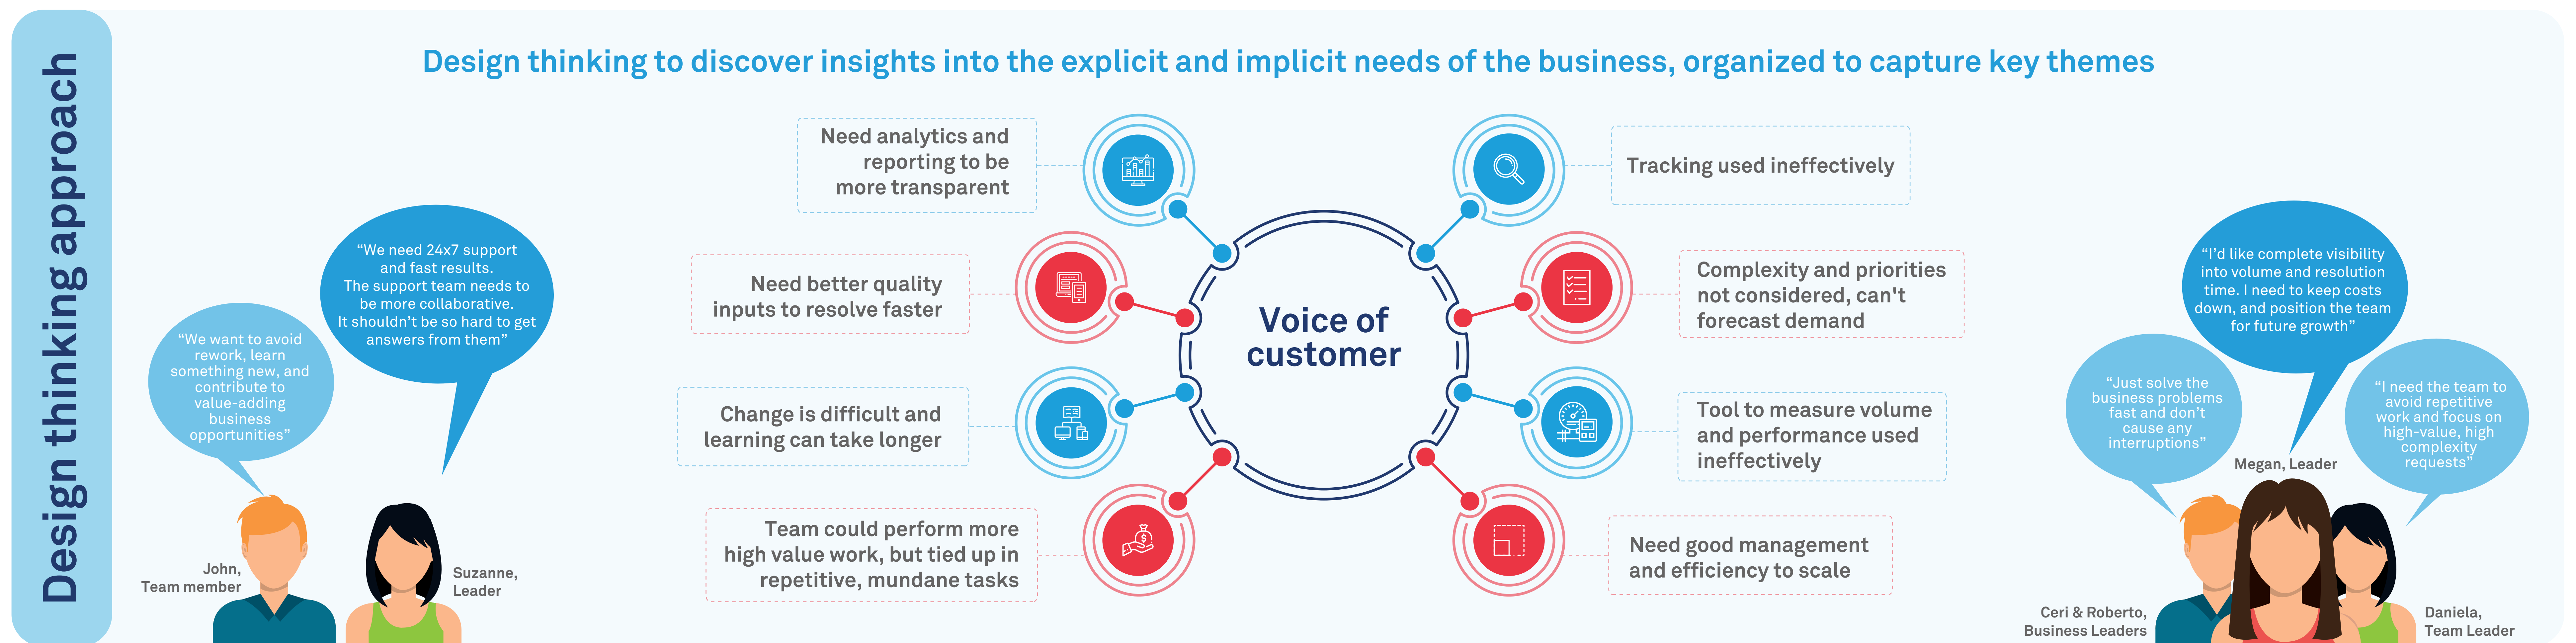 Design thinking approach
Design thinking to discover insights into the explicit and implicit needs of the business, organized to capture key themes
“We want to avoid
rework, learn
something new, and
contribute to
value-adding
business
opportunities”
John,
Team member
“We need 24x7 support
and fast results.
The support team needs to
be more collaborative.
It shouldn’t be so hard to get
answers from them”
Suzanne,
Leader
Need analytics and
reporting to be
more transparent
Need better quality
inputs to resolve faster
Change is difficult and
learning can take longer
Team could perform more
high value work, but tied up in
repetitive, mundane tasks
Voice of
customer
Tracking used ineffectively
Complexity and priorities
not considered, can't
forecast demand
Tool to measure volume
and performance used
ineffectively
Need good management
and efficiency to scale
“Just solve the
business problems
fast and don’t
cause any
interruptions”
Ceri & Roberto,
Business Leaders
“I’d like complete visibility
into volume and resolution
time. I need to keep costs
down, and position the team
for future growth”
Megan, Leader
“I need the team to
avoid repetitive
work and focus on
high-value, high
complexity
requests”
Daniela,
Team Leader